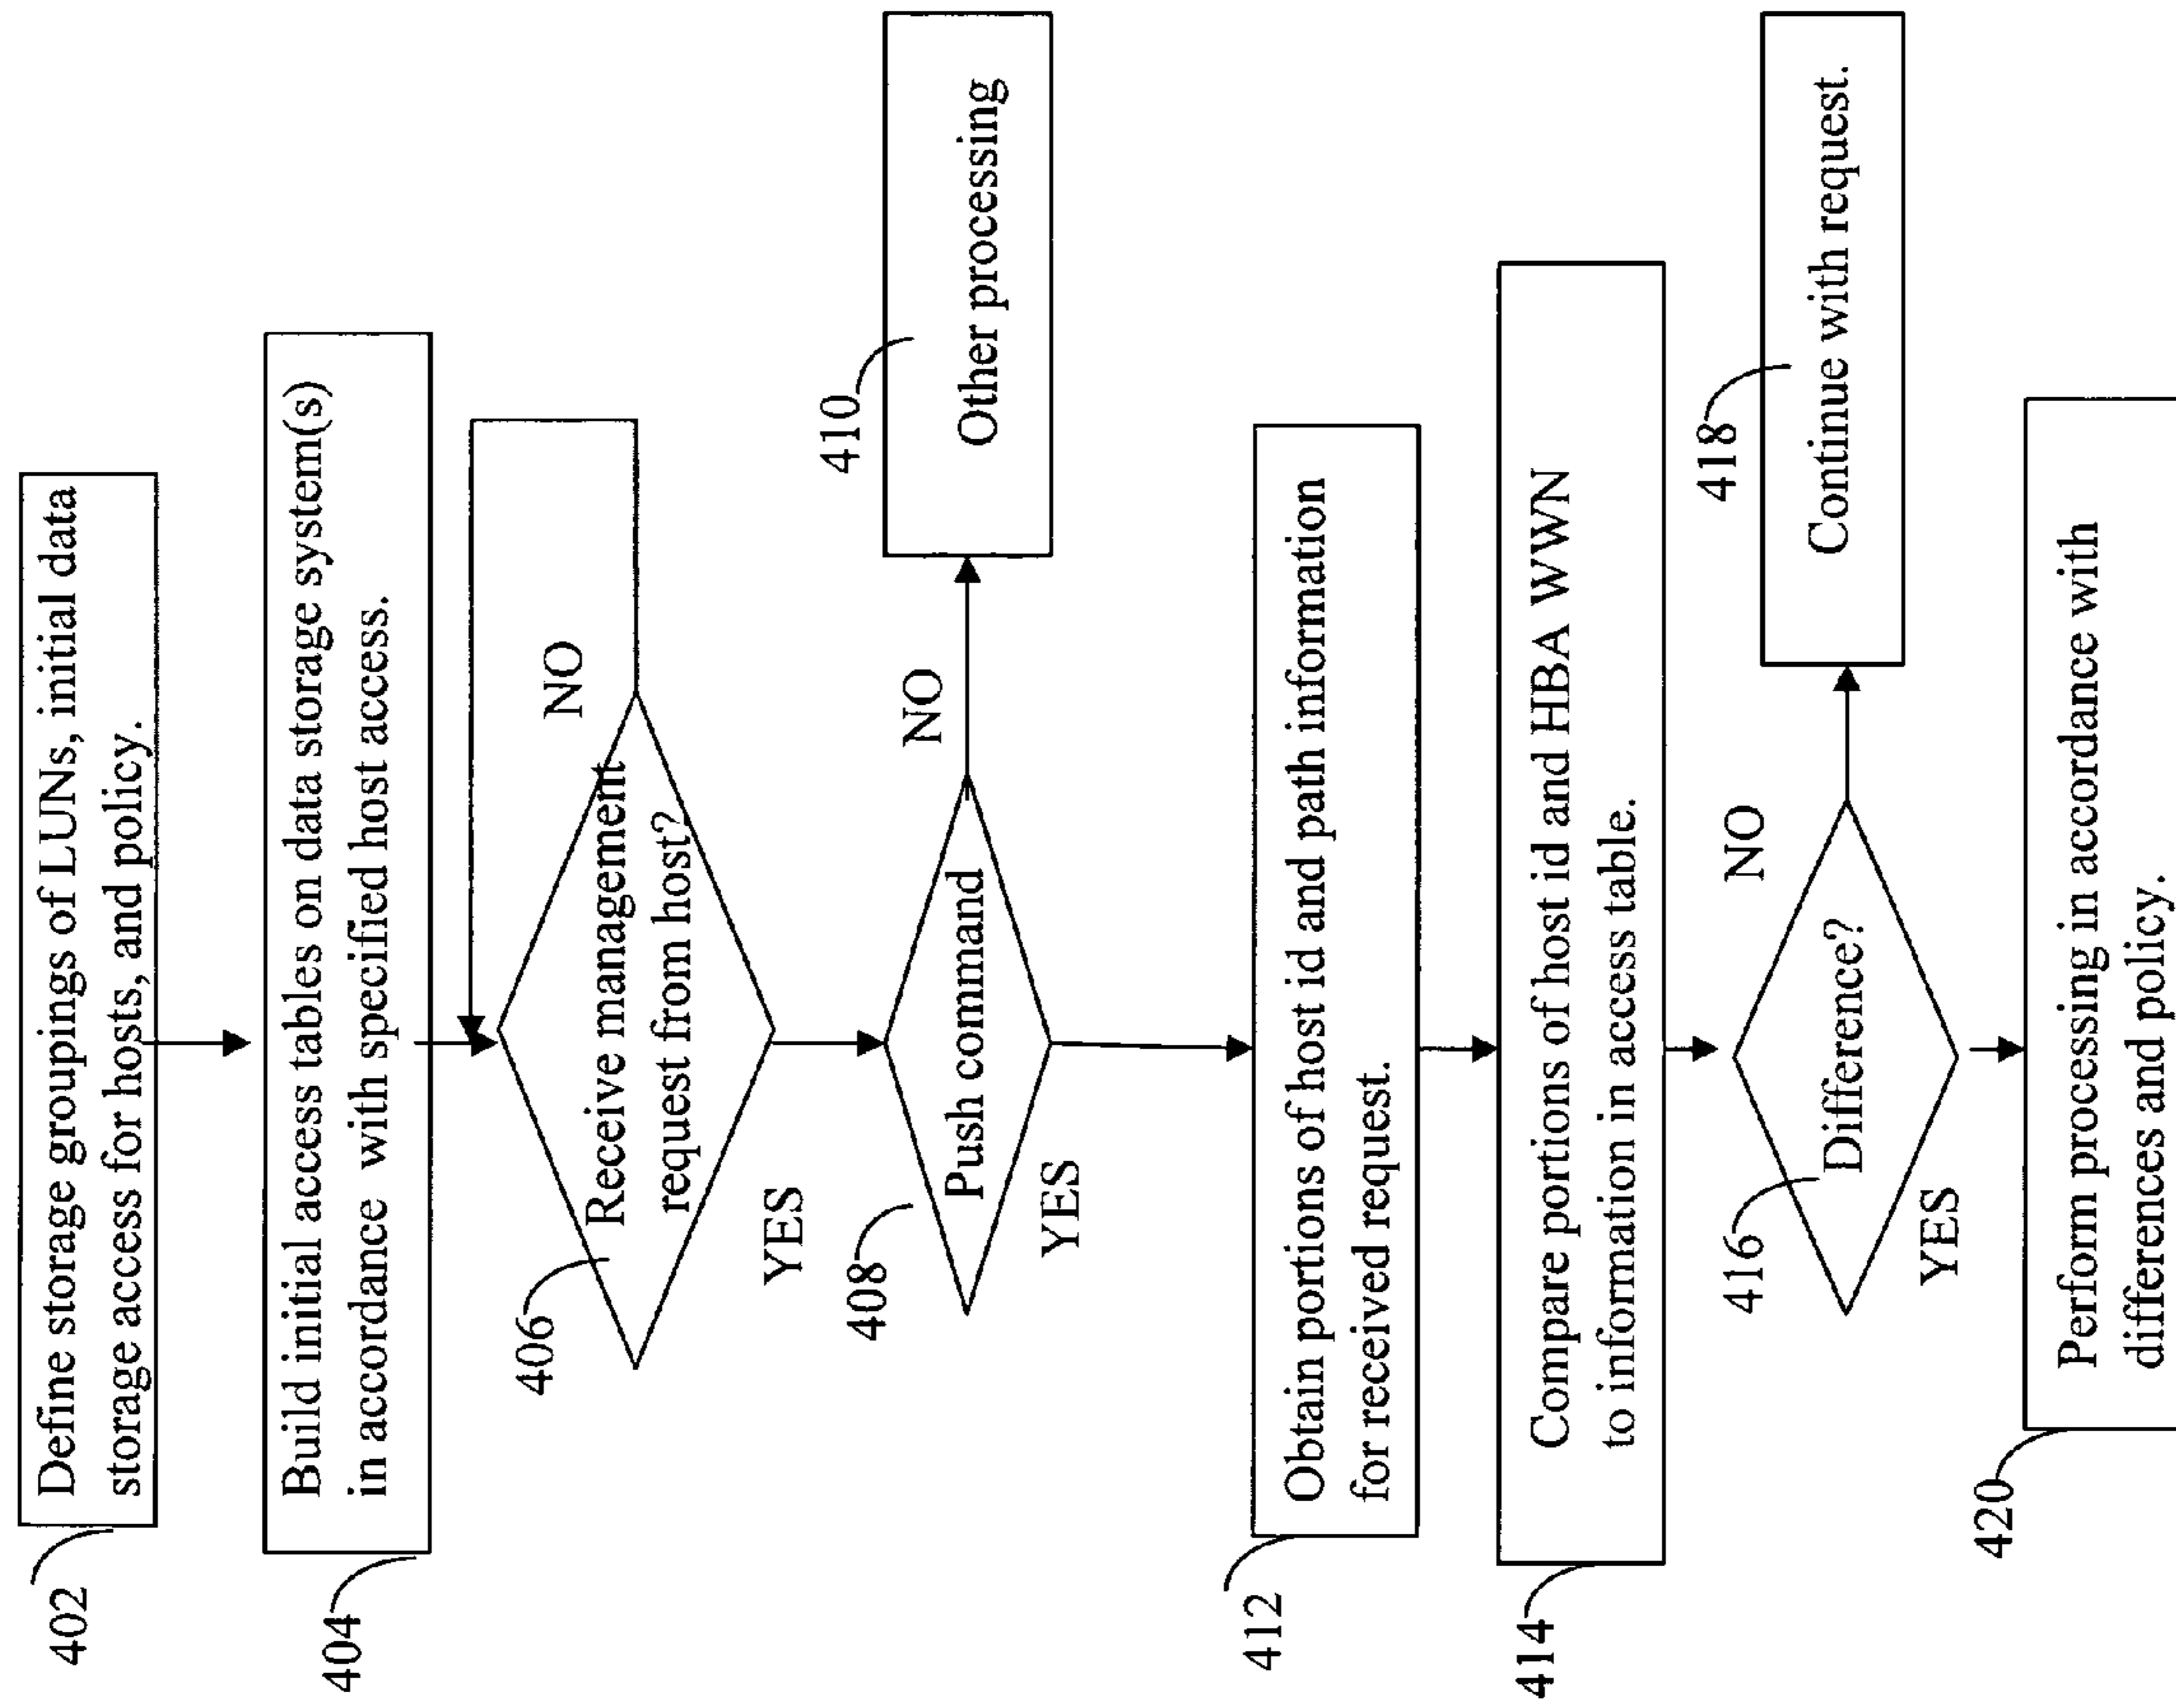 402
Define storage groupings of LUNs, initial data
storage access for hosts, and policy.
404
Build initial access tables on data storage system(s)
in accordance with specified host access.
406
Receive management
request from host?
NO
YES
408
Push command
NO
YES
410
Other processing
412
Obtain portions of host id and path information
for received request.
414
Compare portions of host id and HBA WWN
to information in access table.
416
Difference?
NO
YES
418
Continue with request.
420
Perform processing in accordance with
differences and policy.